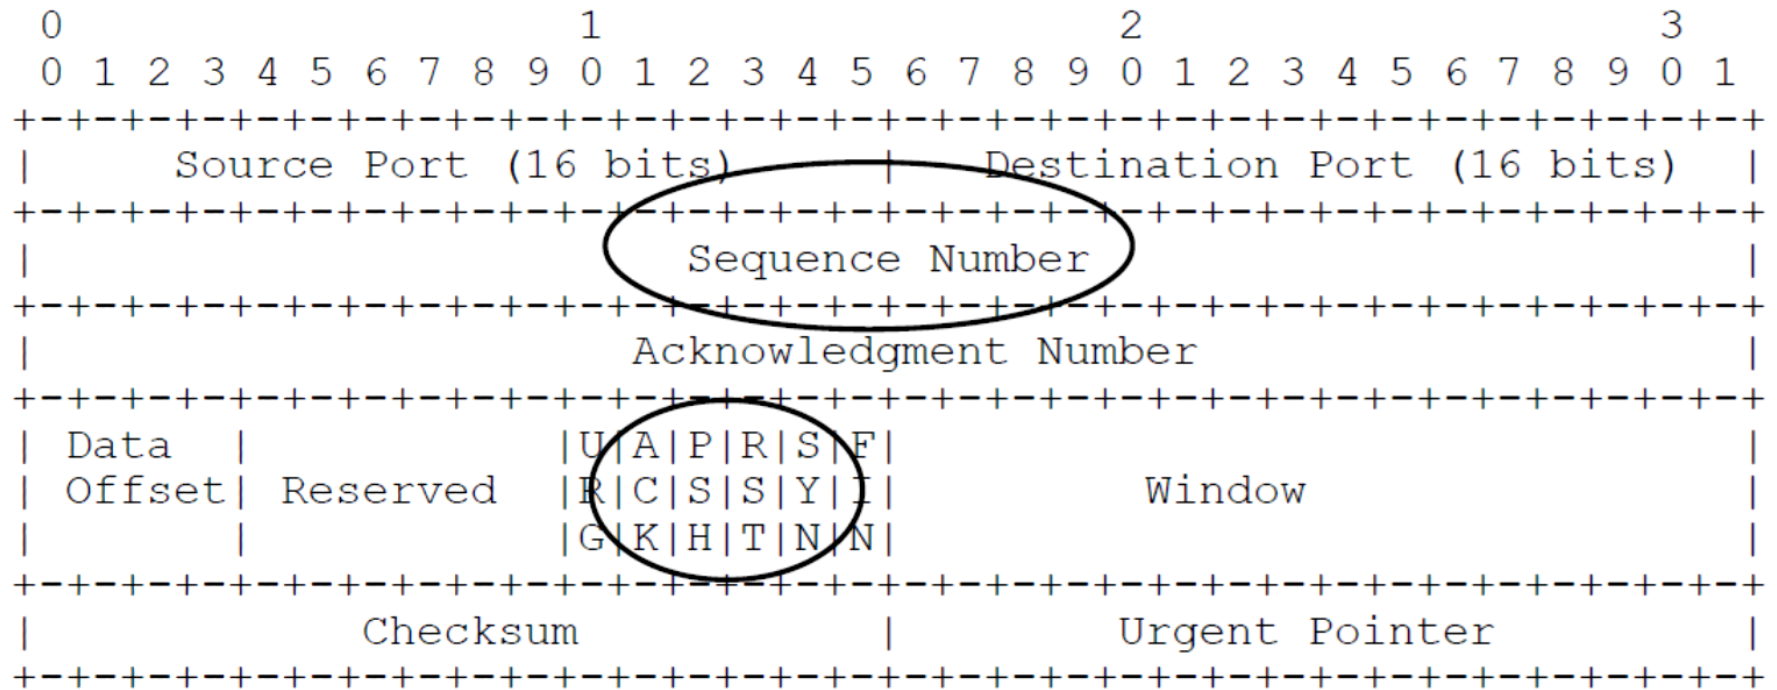 0                   1                   2                   3
0 1 2 3 4 5 6 7 8 9 0 1 2 3 4 5 6 7 8 9 0 1 2 3 4 5 6 7 8 9 0 1
+-+-+-+-+-+-+-+-+-+-+-+-+-+-+-+-+-+-+-+-+-+-+-+-+-+-+-+-+-+-+-+-+
|     Source Port (16 bits)     |   Destination Port (16 bits)  |
+-+-+-+-+-+-+-+-+-+-+-+-+-+-+-+-+-+-+-+-+-+-+-+-+-+-+-+-+-+-+-+-+
|                        Sequence Number                        |
+-+-+-+-+-+-+-+-+-+-+-+-+-+-+-+-+-+-+-+-+-+-+-+-+-+-+-+-+-+-+-+-+
|                      Acknowledgment Number                    |
+-+-+-+-+-+-+-+-+-+-+-+-+-+-+-+-+-+-+-+-+-+-+-+-+-+-+-+-+-+-+-+-+
| Data  |           |U|A|P|R|S|F|                               |
| Offset| Reserved  |R|C|S|S|Y|I|         Window                |
|       |           |G|K|H|T|N|N|                               |
+-+-+-+-+-+-+-+-+-+-+-+-+-+-+-+-+-+-+-+-+-+-+-+-+-+-+-+-+-+-+-+-+
|            Checksum           |        Urgent Pointer         |
+-+-+-+-+-+-+-+-+-+-+-+-+-+-+-+-+-+-+-+-+-+-+-+-+-+-+-+-+-+-+-+-+